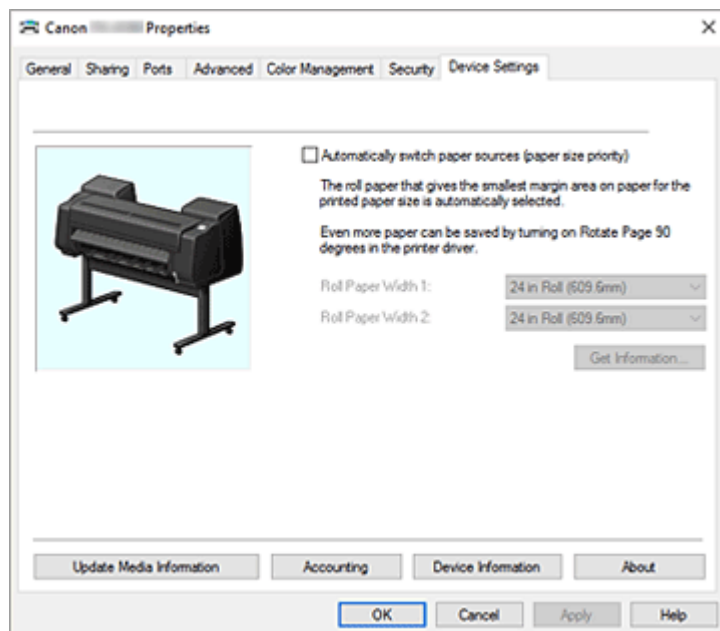 Canon Properties
General Sharing Ports Advanced Color Management Security Device Settings
Automatically switch paper sources (paper size priority)
The roll paper that gives the smallest margin area on paper for the
printed paper size is automatically selected.
Even more paper can be saved by turning on Rotate Page 90
degrees in the printer driver.
Roll Paper Width 1: 24 in Roll (609.6mm)
Roll Paper Width 2: 24 in Roll (609.6mm)
Get Information...
Update Media Information Accounting Device Information About
OK Cancel Apply Help